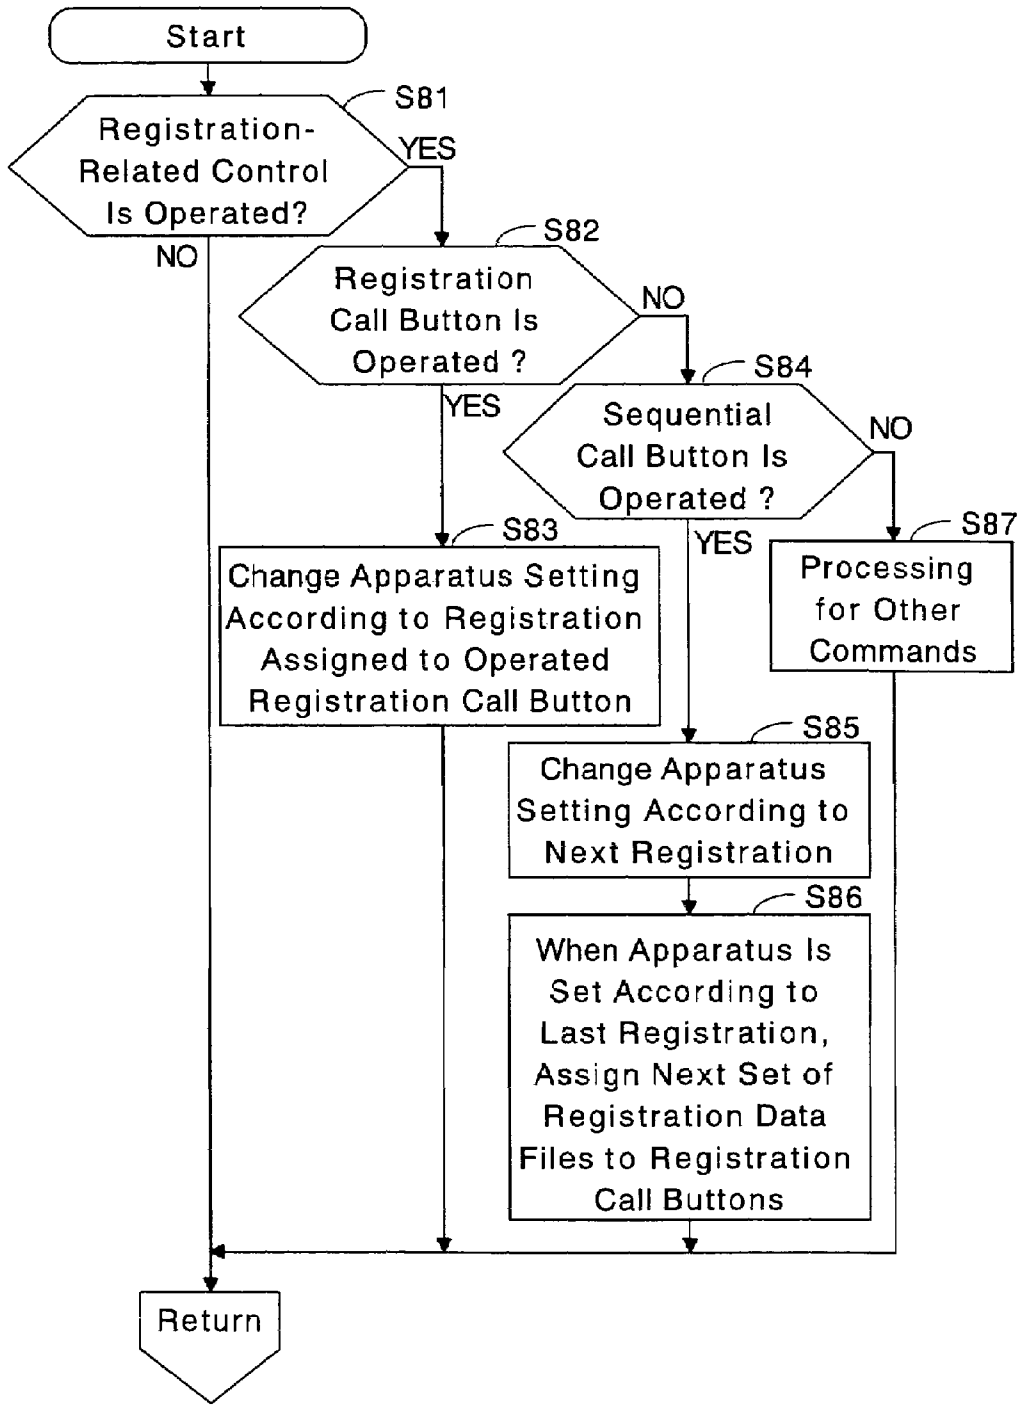 Start
S81
Registration-
Related Control
Is Operated?
YES
NO
S82
Registration
Call Button Is
Operated ?
NO
YES
S84
Sequential
Call Button Is
Operated ?
NO
YES
S83
Change Apparatus Setting
According to Registration
Assigned to Operated
Registration Call Button
S87
Processing
for Other
Commands
S85
Change Apparatus
Setting According to
Next Registration
S86
When Apparatus Is
Set According to
Last Registration,
Assign Next Set of
Registration Data
Files to Registration
Call Buttons
Return